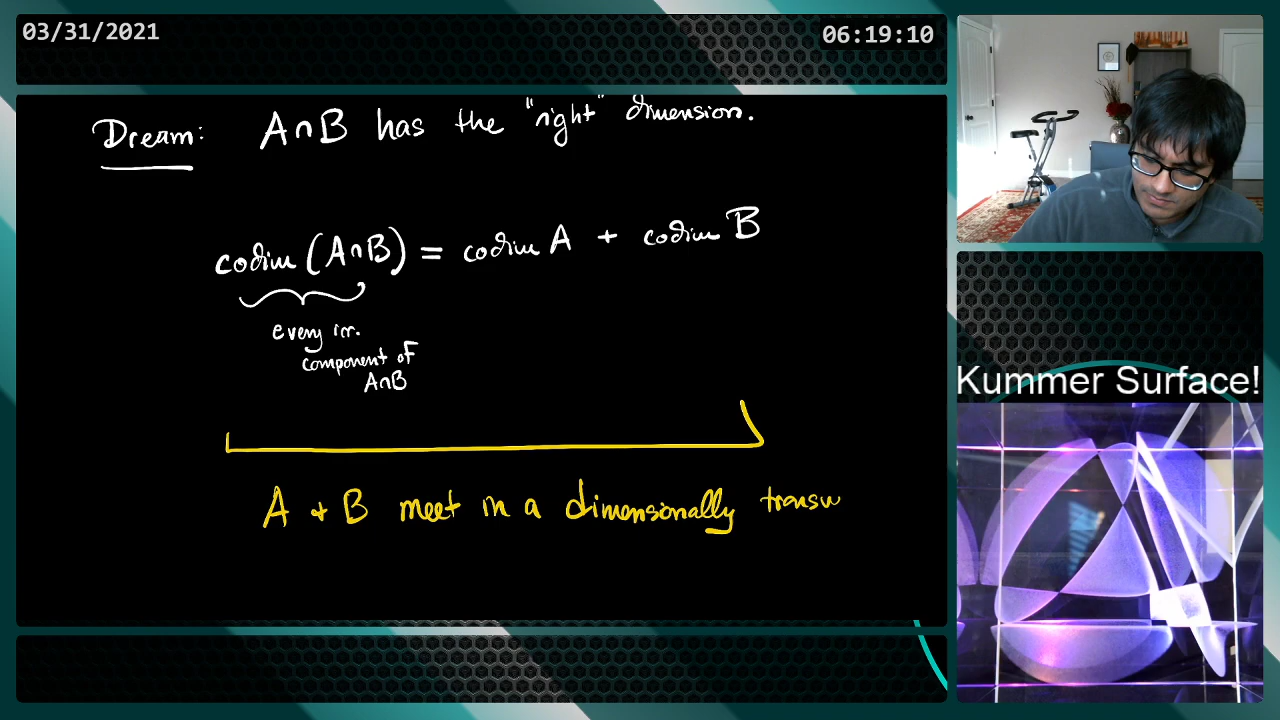 03/31/2021
06:19:10
Dream: A∩B has the "right" dimension.
codim (A∩B) = codim A + codim B
every irr.
component of
A∩B
Kummer Surface!
A + B meet in a dimensionally transv